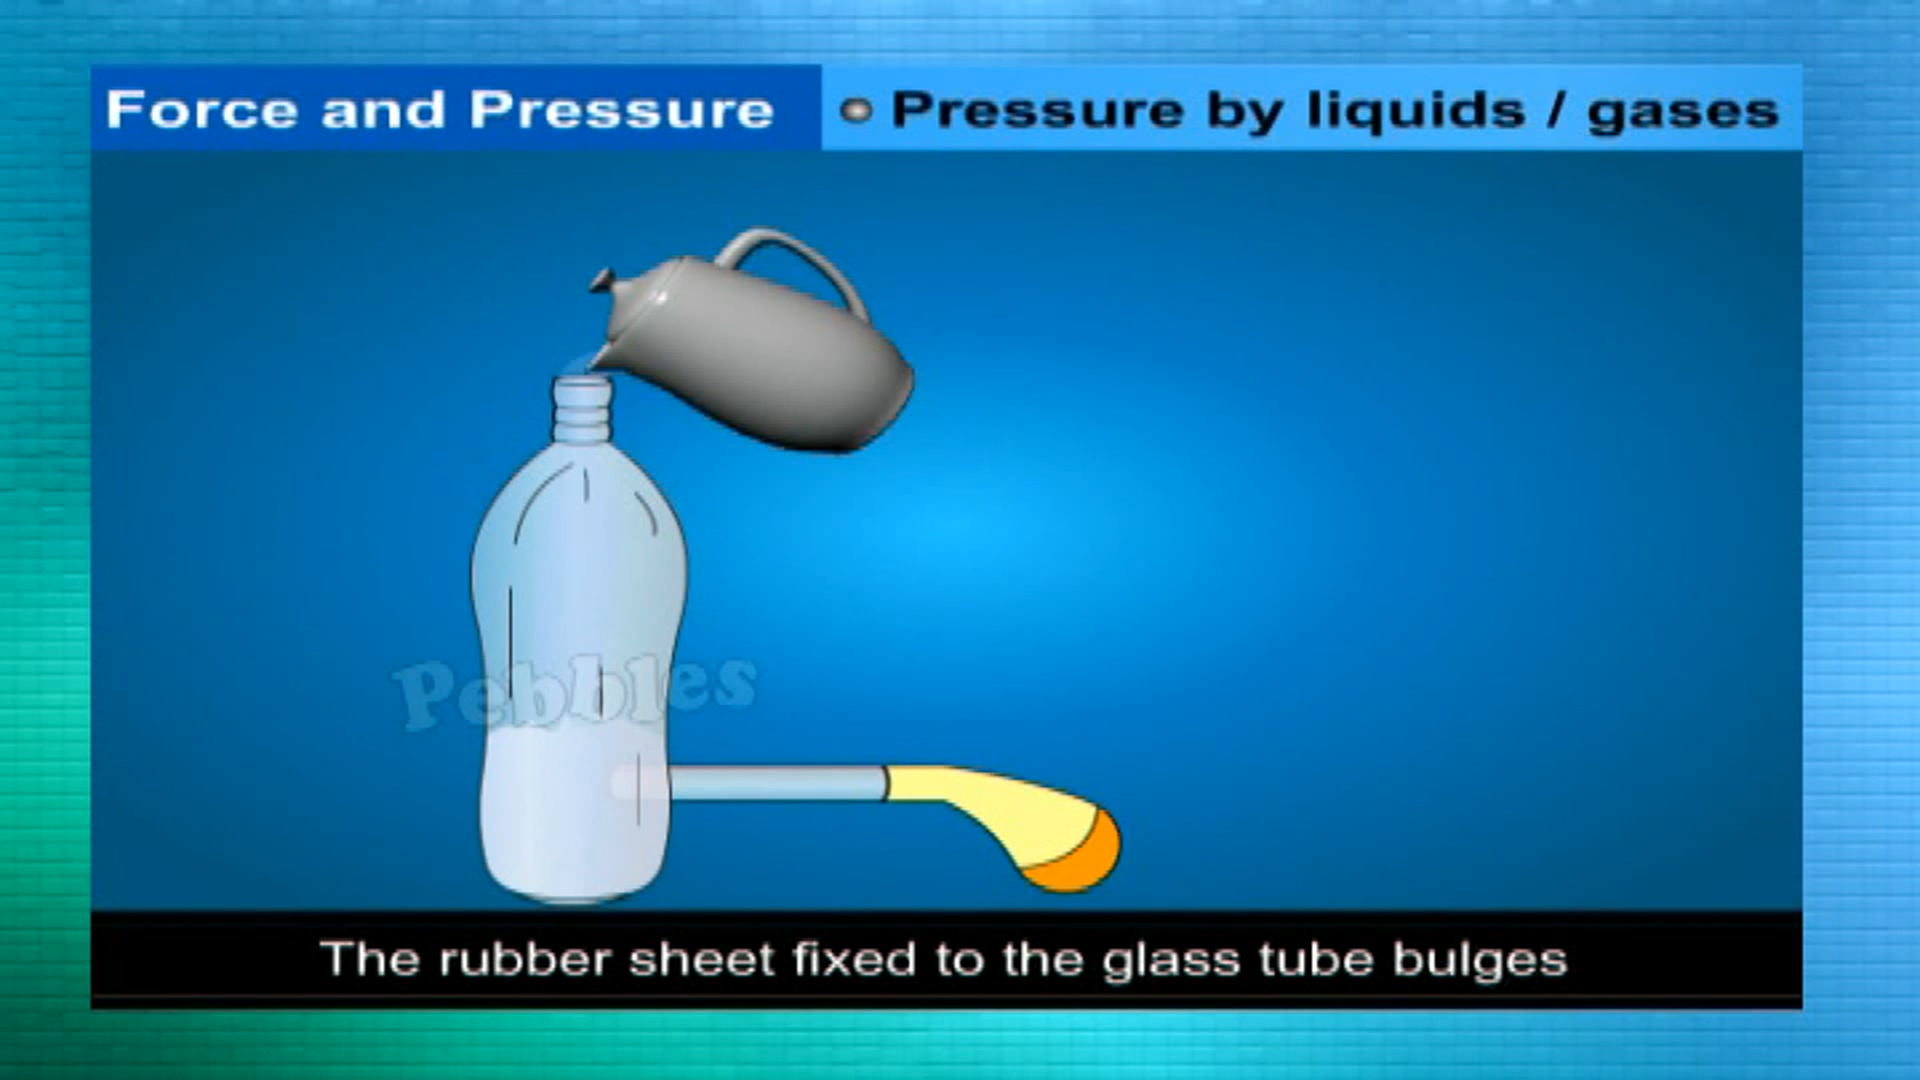 Force and Pressure
Pressure by liquids / gases
Pebbles
The rubber sheet fixed to the glass tube bulges